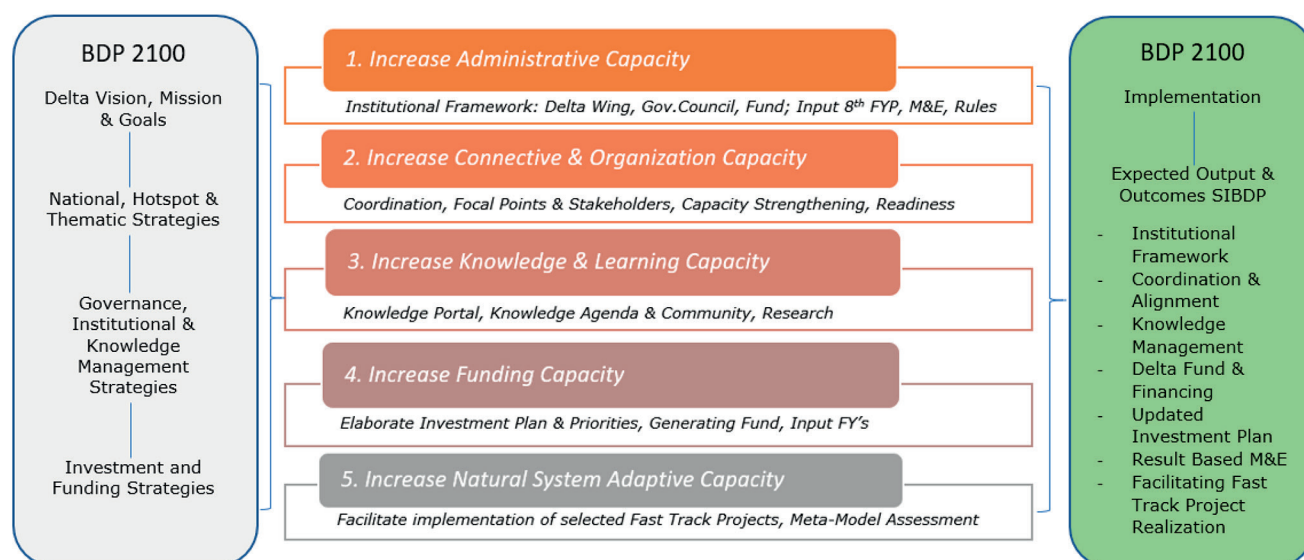 BDP 2100
Delta Vision, Mission
& Goals
National, Hotspot &
Thematic Strategies
Governance,
Institutional &
Knowledge
Management
Strategies
Investment and
Funding Strategies
1. Increase Administrative Capacity
Institutional Framework: Delta Wing, Gov.Council, Fund; Input 8th FYP, M&E, Rules
2. Increase Connective & Organization Capacity
Coordination, Focal Points & Stakeholders, Capacity Strengthening, Readiness
3. Increase Knowledge & Learning Capacity
Knowledge Portal, Knowledge Agenda & Community, Research
4. Increase Funding Capacity
Elaborate Investment Plan & Priorities, Generating Fund, Input FY's
5. Increase Natural System Adaptive Capacity
Facilitate implementation of selected Fast Track Projects, Meta-Model Assessment
BDP 2100
Implementation
Expected Output &
Outcomes SIBDP
- Institutional
Framework
- Coordination &
Alignment
- Knowledge
Management
- Delta Fund &
Financing
- Updated
Investment Plan
- Result Based M&E
- Facilitating Fast
Track Project
Realization